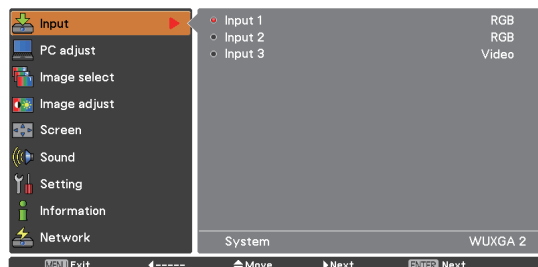 Input
PC adjust
Image select
Image adjust
Screen
Sound
Setting
Information
Network
Input 1 RGB
Input 2 RGB
Input 3 Video
System WUXGA 2
MENU Exit ----- Move Next ENTER Next